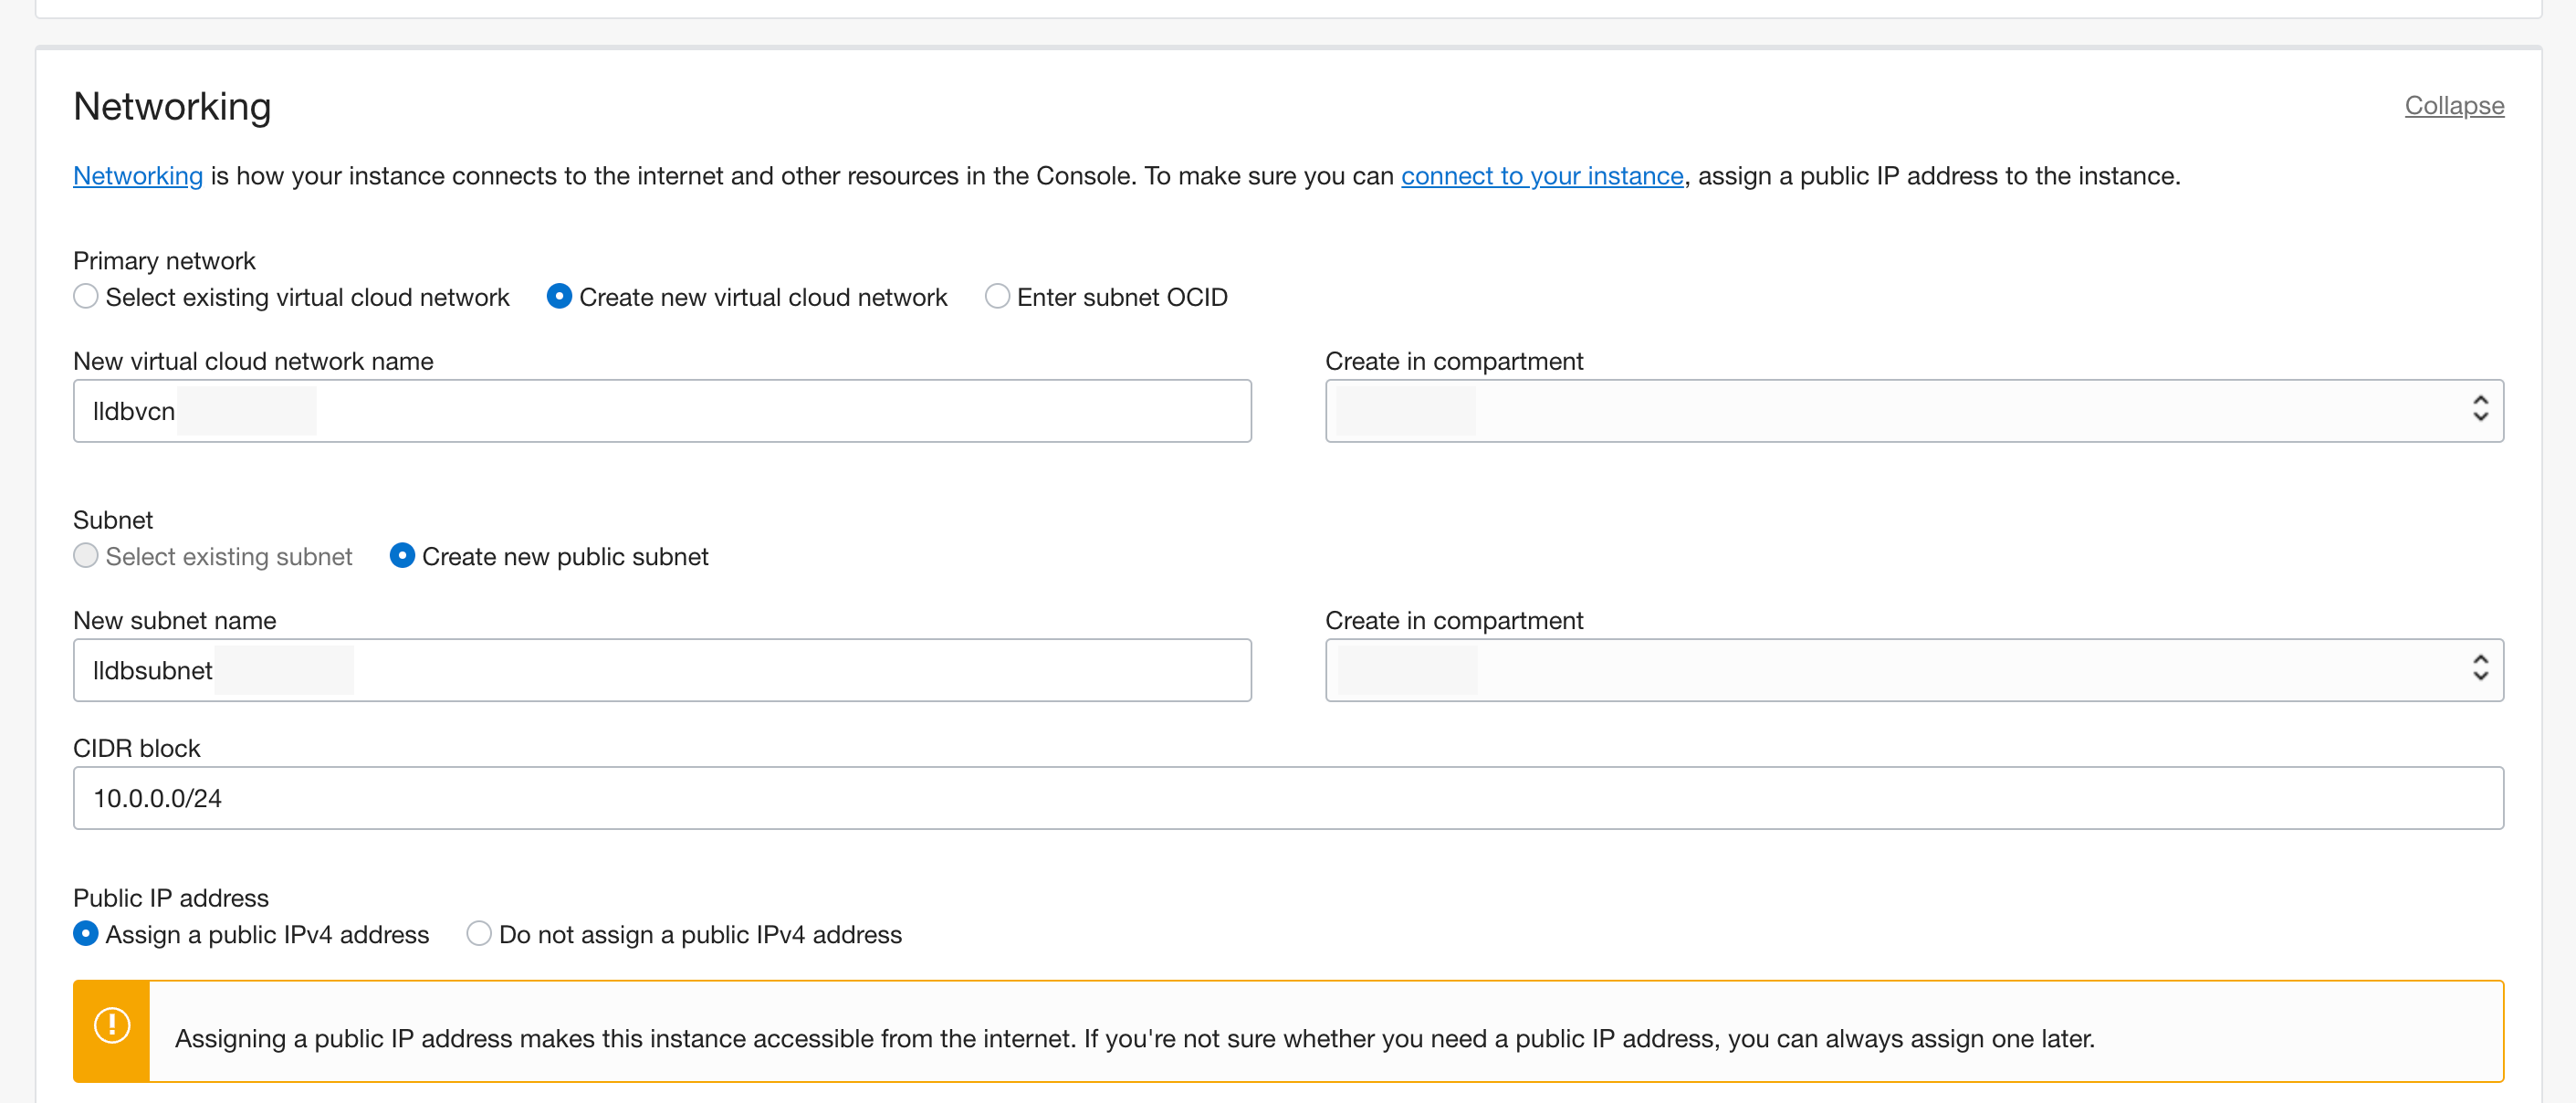 Networking
Collapse
Networking is how your instance connects to the internet and other resources in the Console. To make sure you can connect to your instance, assign a public IP address to the instance.
Primary network
Select existing virtual cloud network Create new virtual cloud network Enter subnet OCID
New virtual cloud network name
Create in compartment
lldbvcn
Subnet
Select existing subnet Create new public subnet
New subnet name
Create in compartment
lldbsubnet
CIDR block
10.0.0.0/24
Public IP address
Assign a public IPv4 address Do not assign a public IPv4 address
Assigning a public IP address makes this instance accessible from the internet. If you're not sure whether you need a public IP address, you can always assign one later.